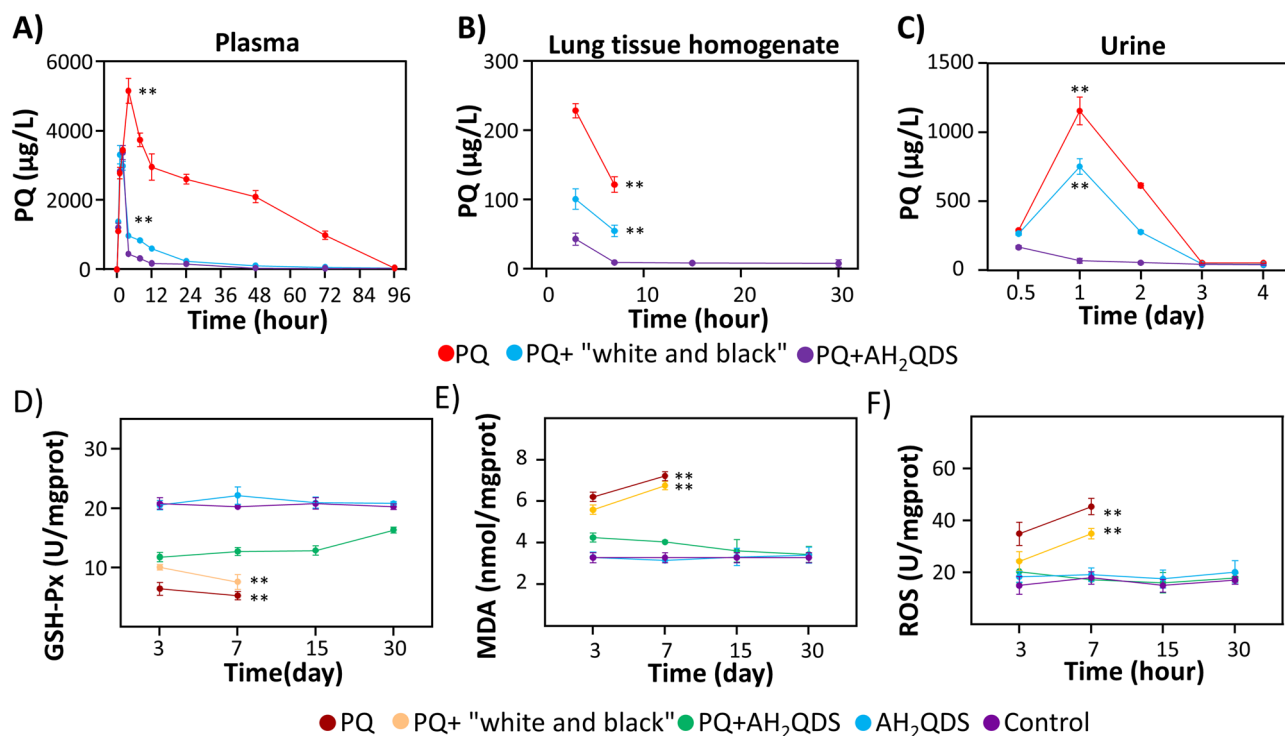 A)
Plasma
PQ (µg/L)
6000
4000
2000
0
**
**
0 12 24 36 48 60 72 84 96
Time (hour)
B)
Lung tissue homogenate
PQ (µg/L)
300
200
100
0
**
**
0 10 20 30
Time (hour)
C)
Urine
PQ (µg/L)
1500
1000
500
0
**
**
0.5 1 2 3 4
Time (day)
PQ PQ+ "white and black" PQ+AH₂QDS
D)
GSH-Px (U/mgprot)
30
20
10
**
**
3 7 15 30
Time(day)
E)
MDA (nmol/mgprot)
8
6
4
2
**
**
3 7 15 30
Time (day)
F)
ROS (U/mgprot)
60
40
20
**
**
3 7 15 30
Time (hour)
PQ PQ+ "white and black" PQ+AH₂QDS AH₂QDS Control